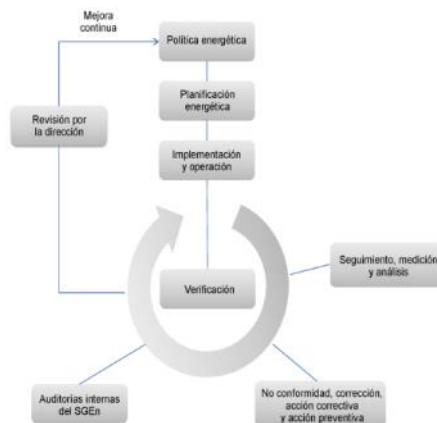 Mejora
continua
Política energética
Planificación
energética
Revisión por
la dirección
Implementación
y operación
Seguimiento, medición
y análisis
Verificación
Auditorías internas
del SGEn
No conformidad, corrección,
acción correctiva
y acción preventiva